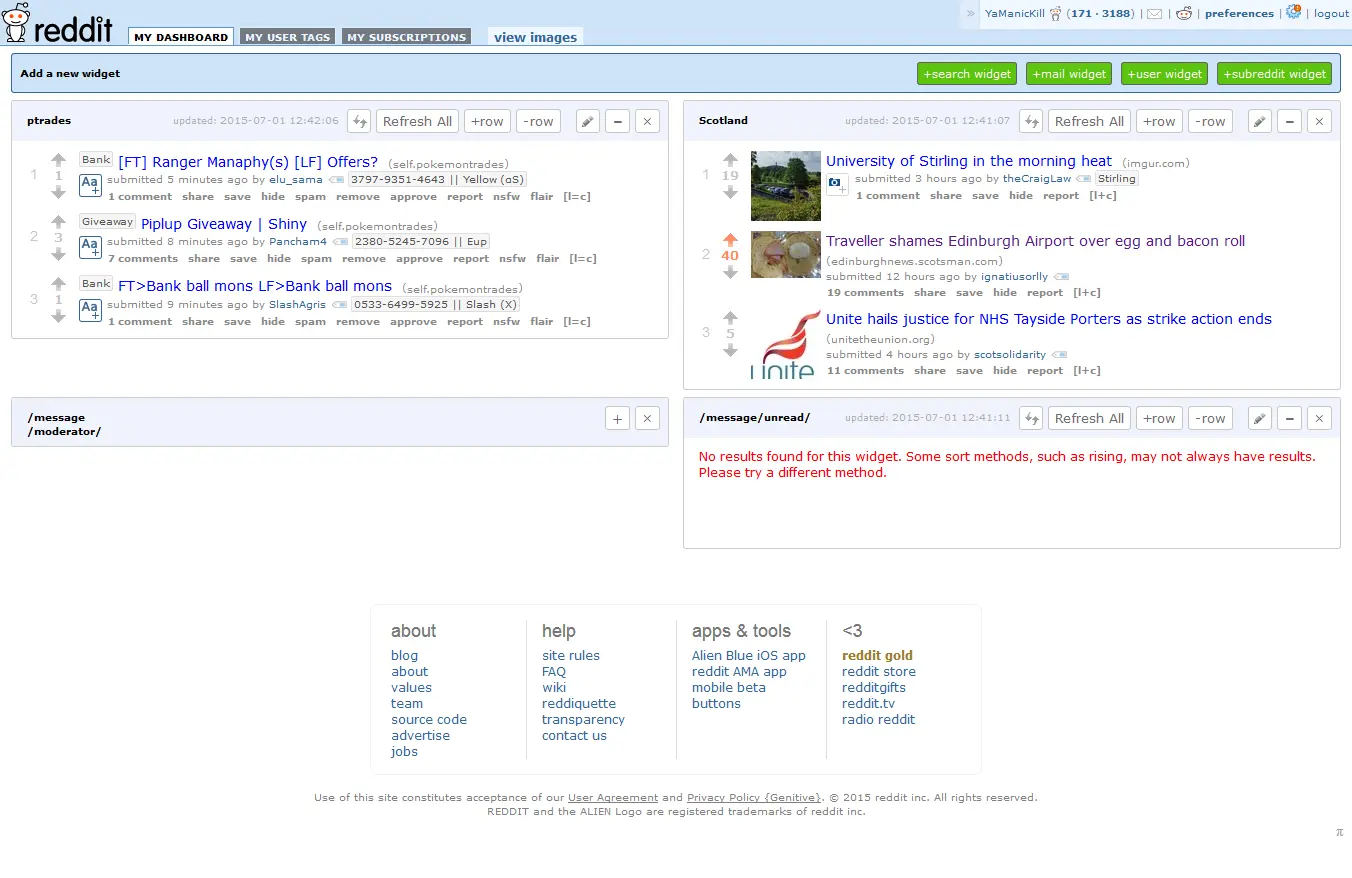 reddit MY DASHBOARD MY USER TAGS MY SUBSCRIPTIONS view images
» YaManicKill (171 · 3188) | | | preferences | | logout
Add a new widget +search widget +mail widget +user widget +subreddit widget
ptrades updated: 2015-07-01 12:42:06 Refresh All +row -row
1 1 Bank [FT] Ranger Manaphy(s) [LF] Offers? (self.pokemontrades)
Aa+ submitted 5 minutes ago by elu_sama 3797-9351-4643 || Yellow (αS)
1 comment share save hide spam remove approve report nsfw flair [l=c]
2 3 Giveaway Piplup Giveaway | Shiny (self.pokemontrades)
Aa+ submitted 8 minutes ago by Pancham4 2380-5245-7096 || Eup
7 comments share save hide spam remove approve report nsfw flair [l=c]
3 1 Bank FT>Bank ball mons LF>Bank ball mons (self.pokemontrades)
Aa+ submitted 9 minutes ago by SlashAgris 0533-6499-5925 || Slash (X)
1 comment share save hide spam remove approve report nsfw flair [l=c]
Scotland updated: 2015-07-01 12:41:07 Refresh All +row -row
1 19 University of Stirling in the morning heat (imgur.com)
submitted 3 hours ago by theCraigLaw Stirling
1 comment share save hide report [l+c]
2 40 Traveller shames Edinburgh Airport over egg and bacon roll
(edinburghnews.scotsman.com)
submitted 12 hours ago by ignatiusorlly
19 comments share save hide report [l+c]
3 5 Unite hails justice for NHS Tayside Porters as strike action ends
(unitetheunion.org)
submitted 4 hours ago by scotsolidarity
unite 11 comments share save hide report [l+c]
/message
/moderator/
/message/unread/ updated: 2015-07-01 12:41:11 Refresh All +row -row
No results found for this widget. Some sort methods, such as rising, may not always have results.
Please try a different method.
about
blog
about
values
team
source code
advertise
jobs
help
site rules
FAQ
wiki
reddiquette
transparency
contact us
apps & tools
Alien Blue iOS app
reddit AMA app
mobile beta
buttons
<3
reddit gold
reddit store
redditgifts
reddit.tv
radio reddit
Use of this site constitutes acceptance of our User Agreement and Privacy Policy {Genitive}. © 2015 reddit inc. All rights reserved.
REDDIT and the ALIEN Logo are registered trademarks of reddit inc.
π